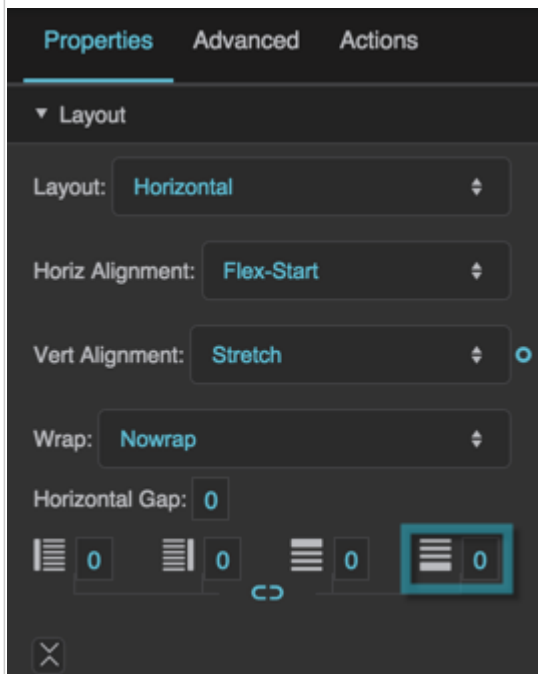 Properties Advanced Actions
Layout
Layout: Horizontal
Horiz Alignment: Flex-Start
Vert Alignment: Stretch
Wrap: Nowrap
Horizontal Gap: 0
0 0 0 0